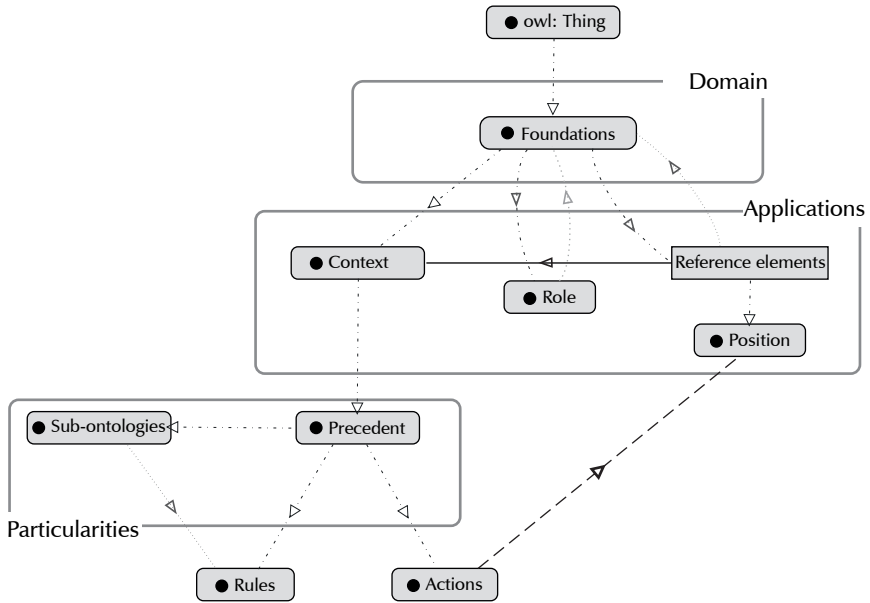 owl: Thing
Domain
Foundations
Applications
Context
Reference elements
Role
Position
Sub-ontologies
Precedent
Particularities
Rules
Actions